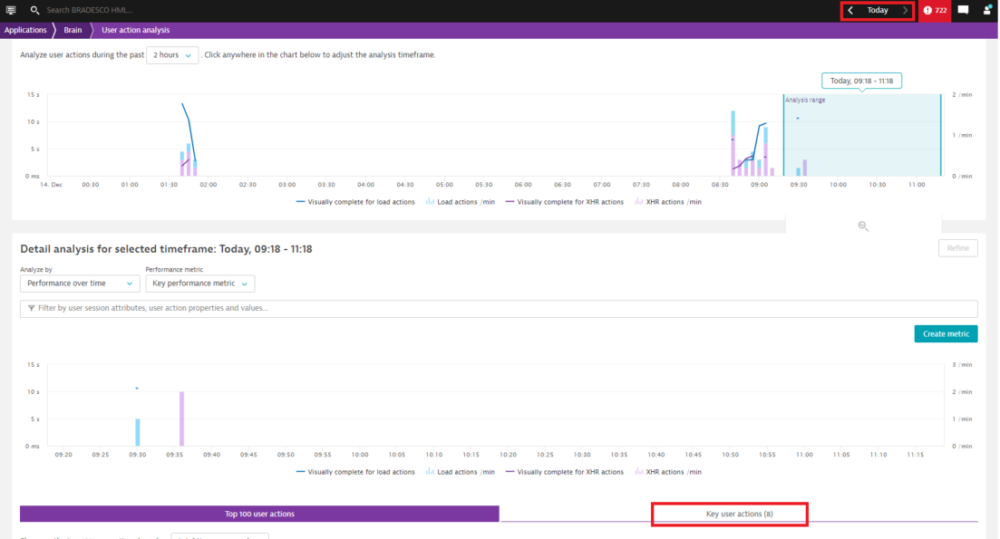 Search BRADESCO HML...
Today
722
Applications
Brain
User action analysis
Analyze user actions during the past 2 hours . Click anywhere in the chart below to adjust the analysis timeframe.
Today, 09:18 - 11:18
15 s
2 /min
Analysis range
10 s
1 /min
5 s
0 ms
0 /min
14. Dec 00:30 01:00 01:30 02:00 02:30 03:00 03:30 04:00 04:30 05:00 05:30 06:00 06:30 07:00 07:30 08:00 08:30 09:00 09:30 10:00 10:30 11:00
Visually complete for load actions Load actions /min Visually complete for XHR actions XHR actions /min
Detail analysis for selected timeframe: Today, 09:18 - 11:18
Refine
Analyze by Performance metric
Performance over time Key performance metric
Filter by user session attributes, user action properties and values...
Create metric
15 s 3 /min
10 s 2 /min
5 s 1 /min
0 ms 0 /min
09:20 09:25 09:30 09:35 09:40 09:45 09:50 09:55 10:00 10:05 10:10 10:15 10:20 10:25 10:30 10:35 10:40 10:45 10:50 10:55 11:00 11:05 11:10 11:15
Visually complete for load actions Load actions /min Visually complete for XHR actions XHR actions /min
Top 100 user actions Key user actions (8)